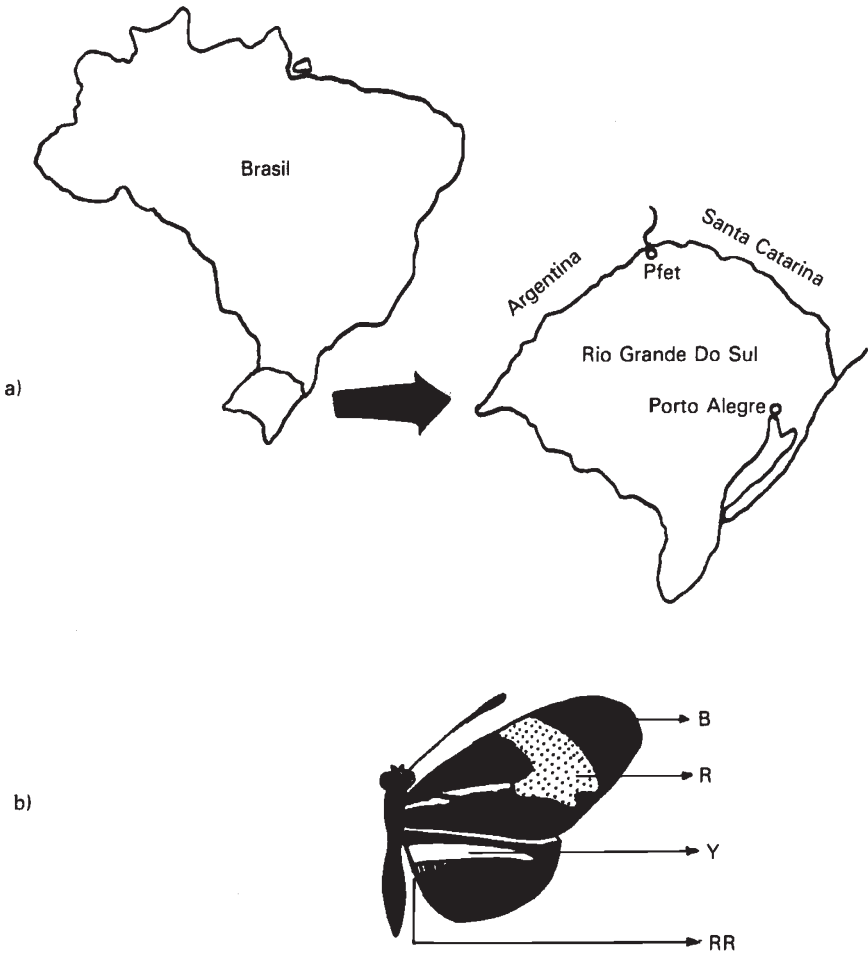 Brasil
Santa Catarina
Argentina
Pfet
Rio Grande Do Sul
a)
Porto Alegre
B
R
b)
Y
RR